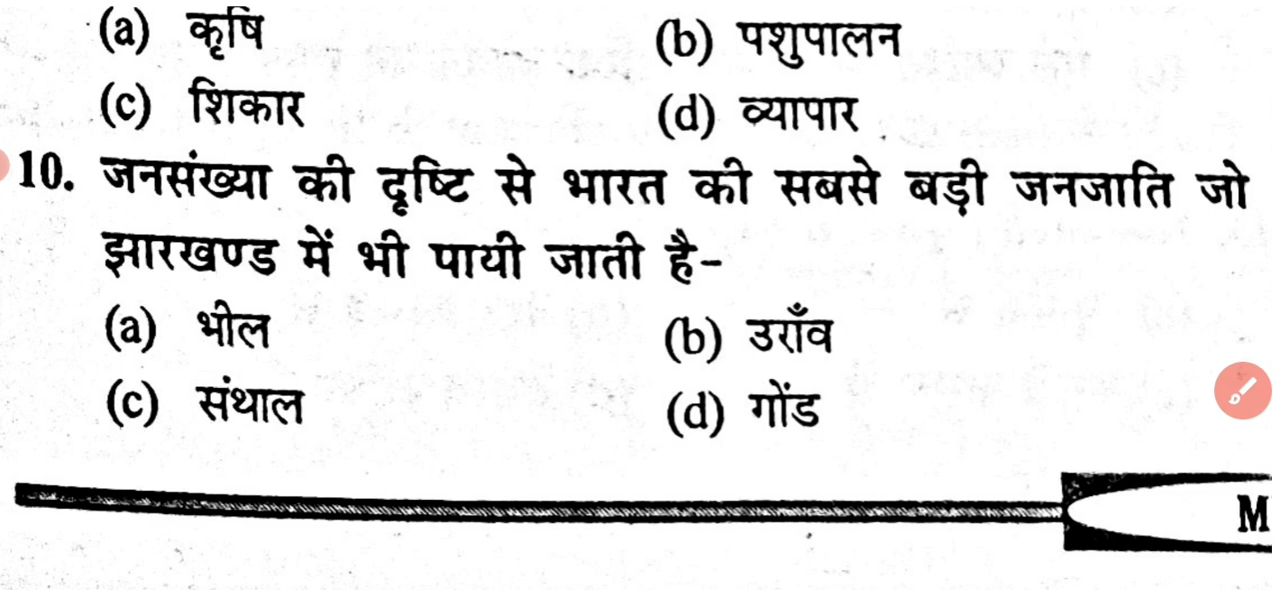 (a) कृषि (b) पशुपालन
(c) शिकार (d) व्यापार
10. जनसंख्या की दृष्टि से भारत की सबसे बड़ी जनजाति जो
झारखण्ड में भी पायी जाती है-
(a) भील (b) उराँव
(c) संथाल (d) गोंड
M